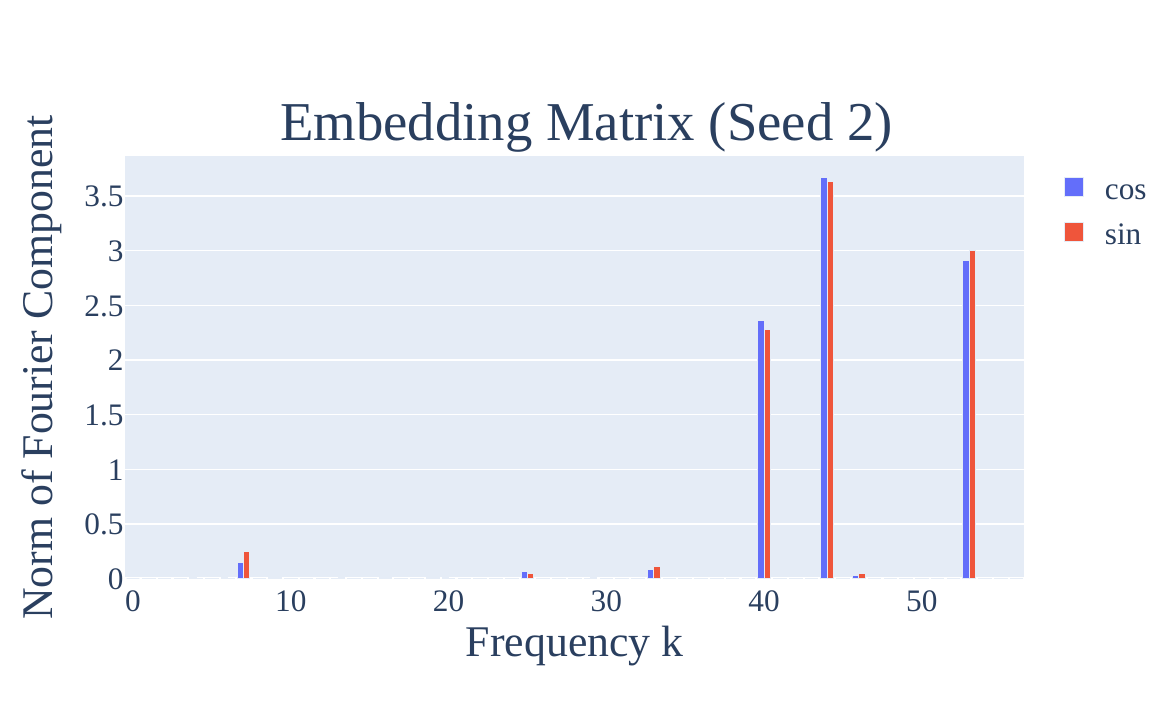 Embedding Matrix (Seed 2)
Norm of Fourier Component
3.5
3
2.5
2
1.5
1
0.5
0
0 10 20 30 40 50
Frequency k
cos
sin